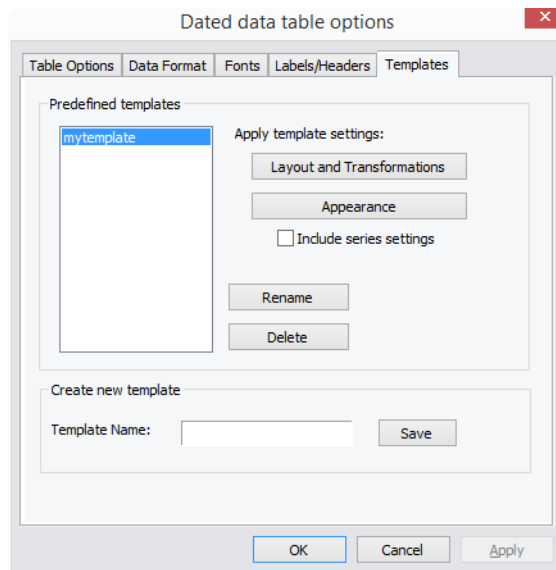 Dated data table options
Table Options Data Format Fonts Labels/Headers Templates
Predefined templates
mytemplate
Apply template settings:
Layout and Transformations
Appearance
Include series settings
Rename
Delete
Create new template
Template Name:
Save
OK Cancel Apply